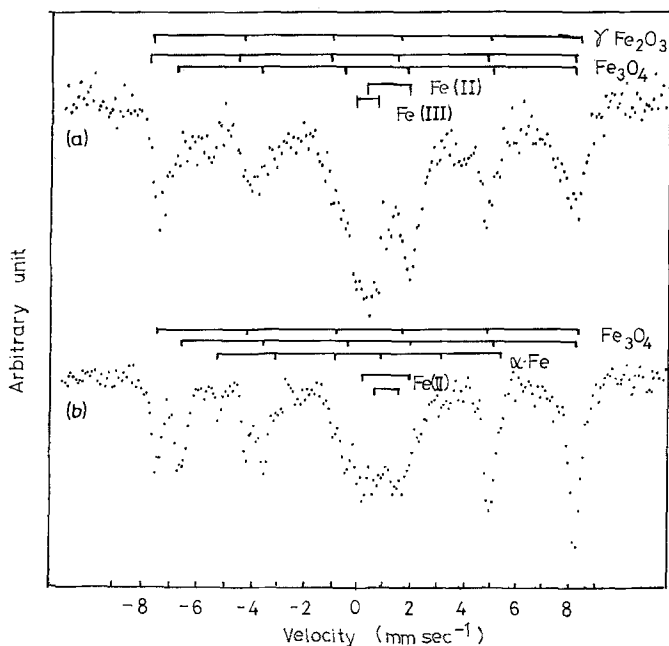 γ Fe2O3
Fe3O4
Fe (II)
Fe (III)
(a)
Fe3O4
α-Fe
Fe(II)
(b)
Arbitrary unit
-8 -6 -4 -2 0 2 4 6 8
Velocity (mm sec⁻¹)